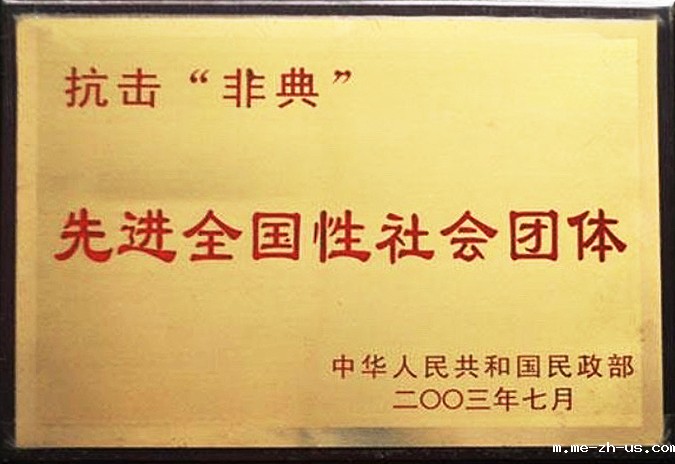 抗击“非典”
先进全国性社会团体
中华人民共和国民政部
二〇〇三年七月
m.me-zh-us.com